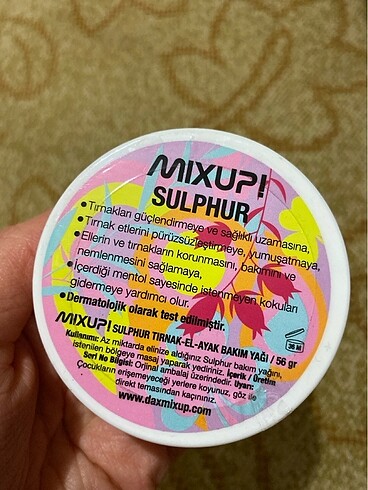 MIXUP!
SULPHUR
• Tırnakları güçlendirmeye ve sağlıklı uzamasına,
• Tırnak etlerini pürüzsüzleştirmeye, yumuşatmaya,
• Ellerin ve tırnakların korunmasını, bakımını ve
nemlenmesini sağlamaya,
• İçerdiği mentol sayesinde istenmeyen kokuları
gidermeye yardımcı olur.
• Dermatolojik olarak test edilmiştir.
MIXUP! SULPHUR TIRNAK-EL-AYAK BAKIM YAĞI / 56 gr
Kullanımı: Az miktarda elinize aldığınız Sulphur bakım yağını,
istenilen bölgeye masaj yaparak yediriniz. İçerik / Üretim
Seri No Bilgisi: Orjinal ambalaj üzerindedir. Uyarı:
Çocukların erişemeyeceği yerlere koyunuz, göz ile
direkt temasından kaçınınız.
www.daxmixup.com
36 M